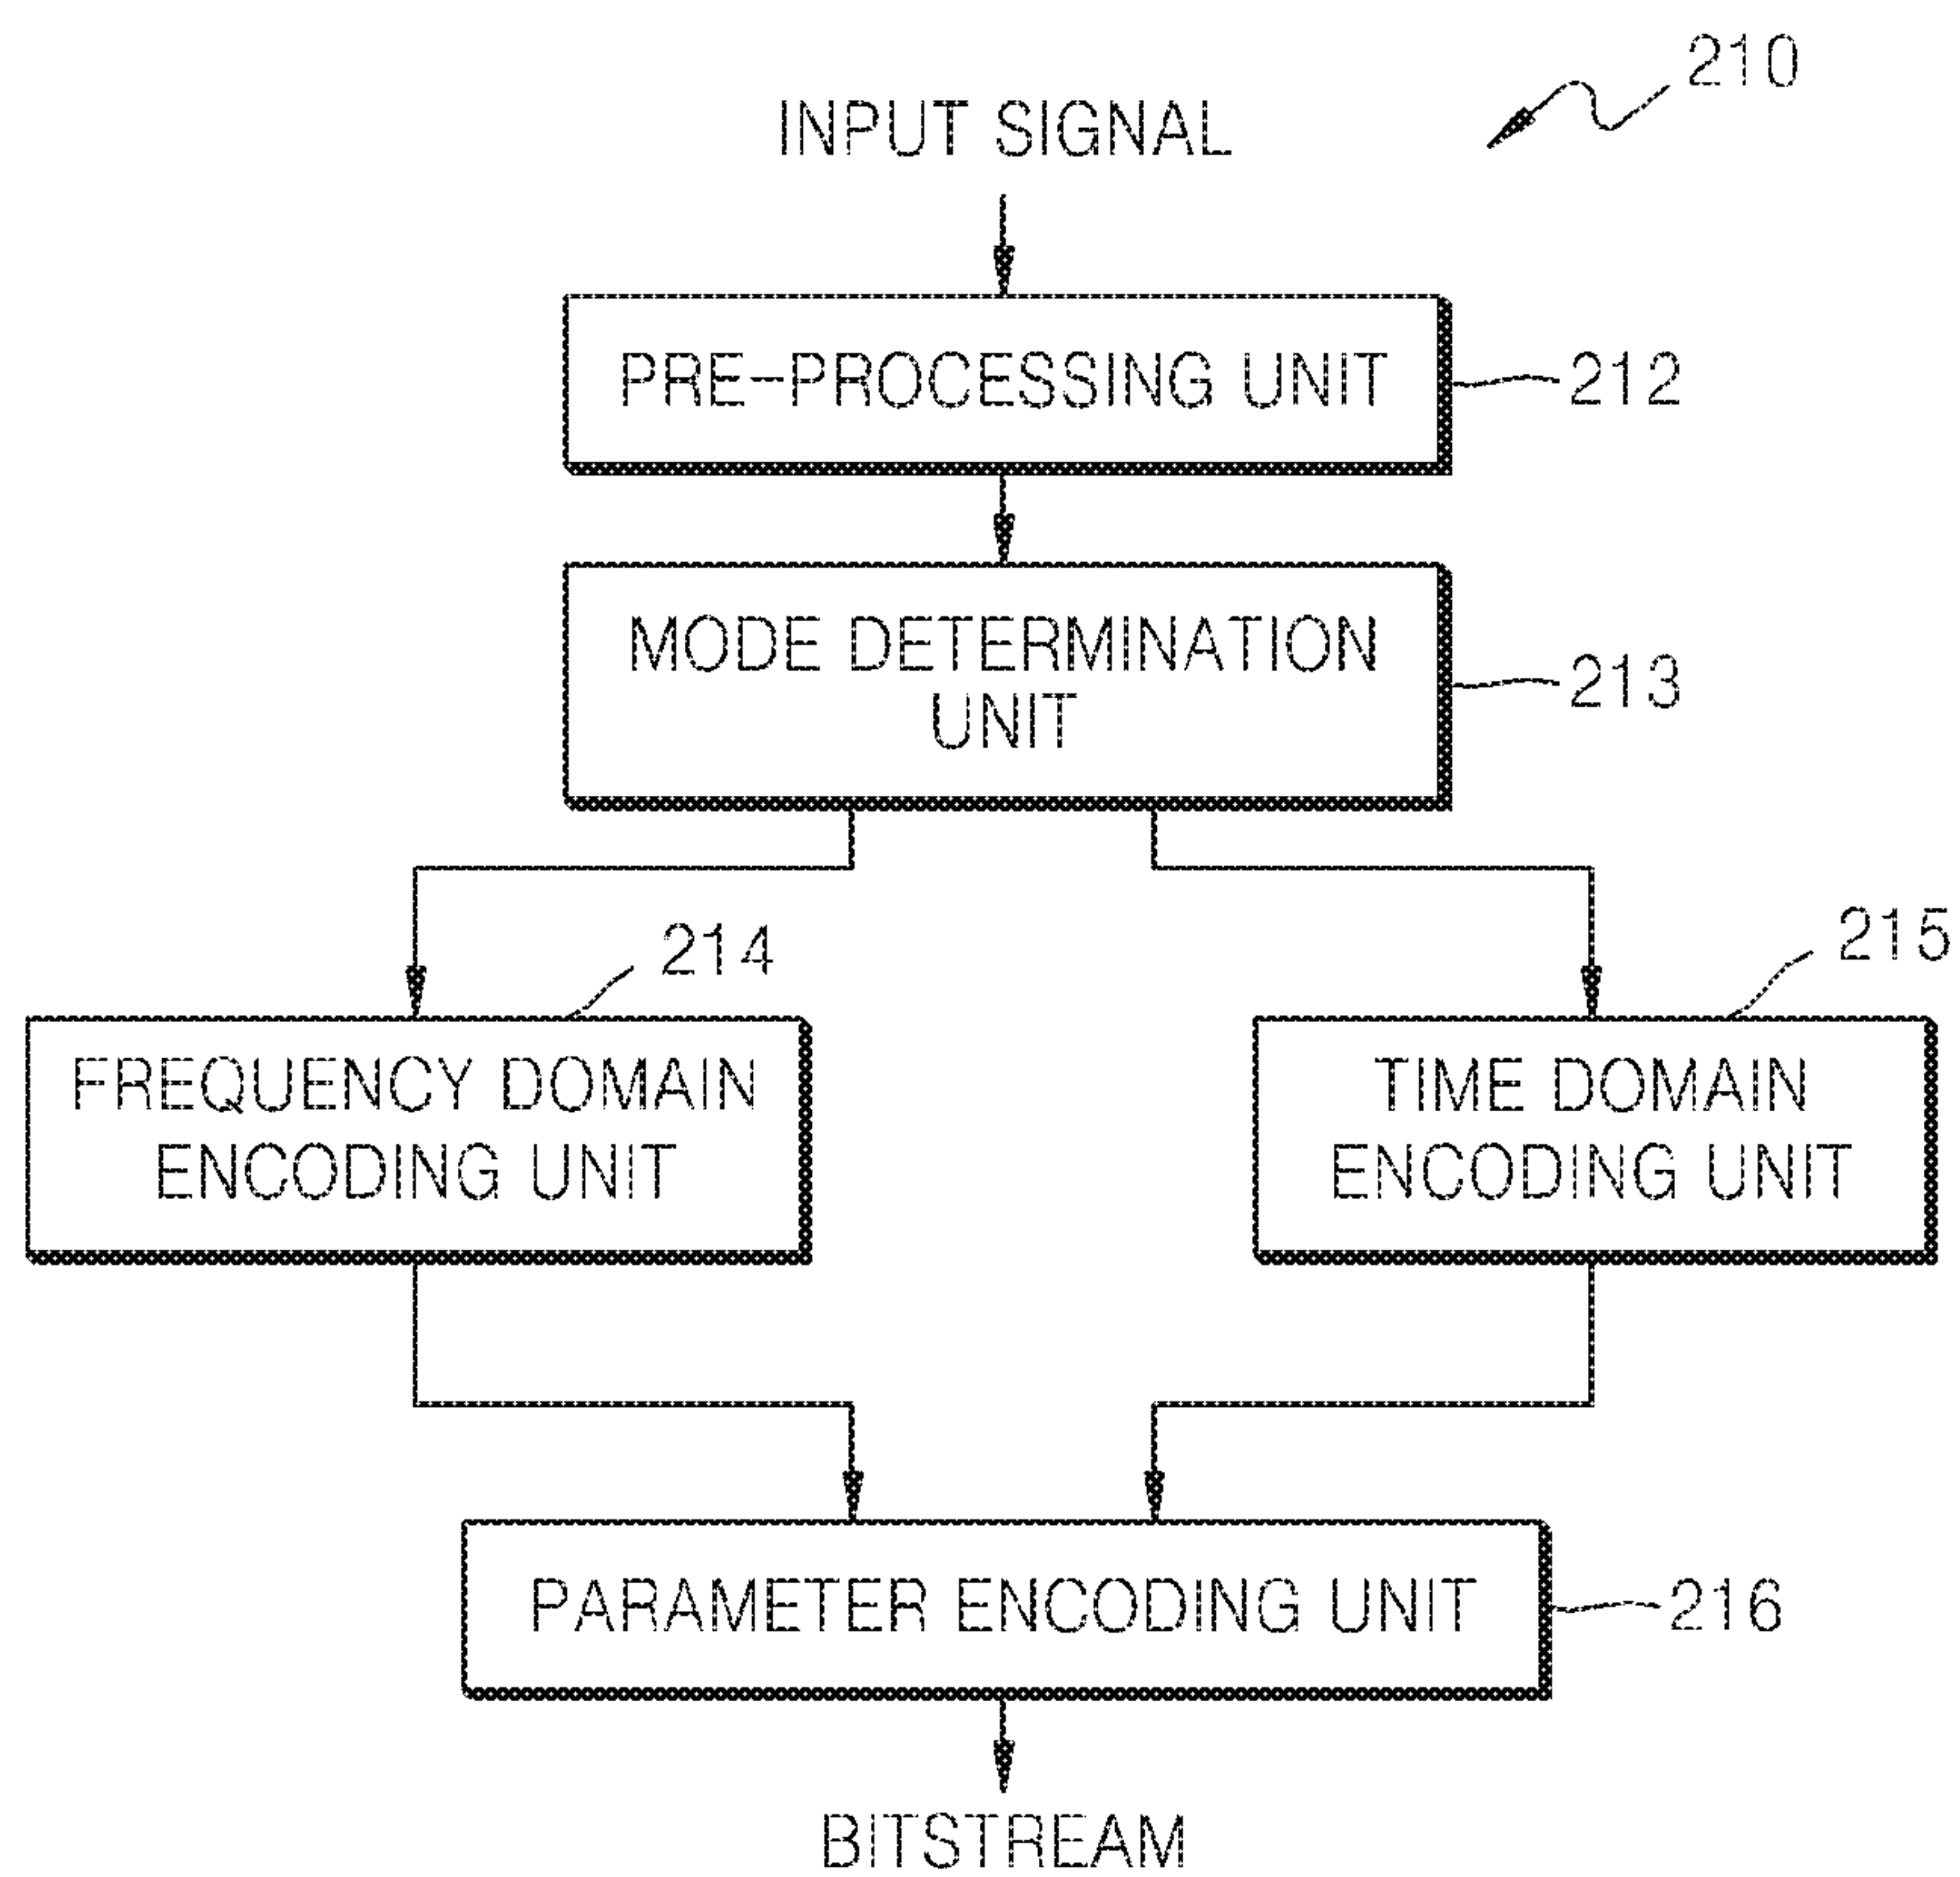 210
INPUT SIGNAL
PRE-PROCESSING UNIT
212
MODE DETERMINATION
UNIT
213
214
215
FREQUENCY DOMAIN
ENCODING UNIT
TIME DOMAIN
ENCODING UNIT
PARAMETER ENCODING UNIT
216
BITSTREAM